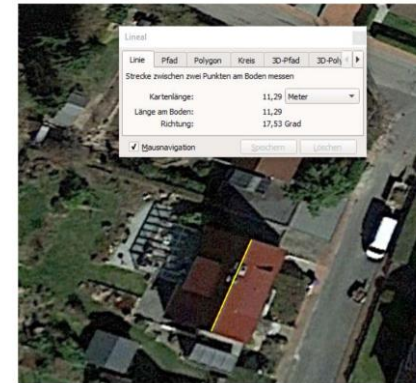 Lineal
Linie Pfad Polygon Kreis 3D-Pfad 3D-Poly
Strecke zwischen zwei Punkten am Boden messen
Kartenlänge: 11,29 Meter
Länge am Boden: 11,29
Richtung: 17,53 Grad
Mausnavigation Speichern Löschen